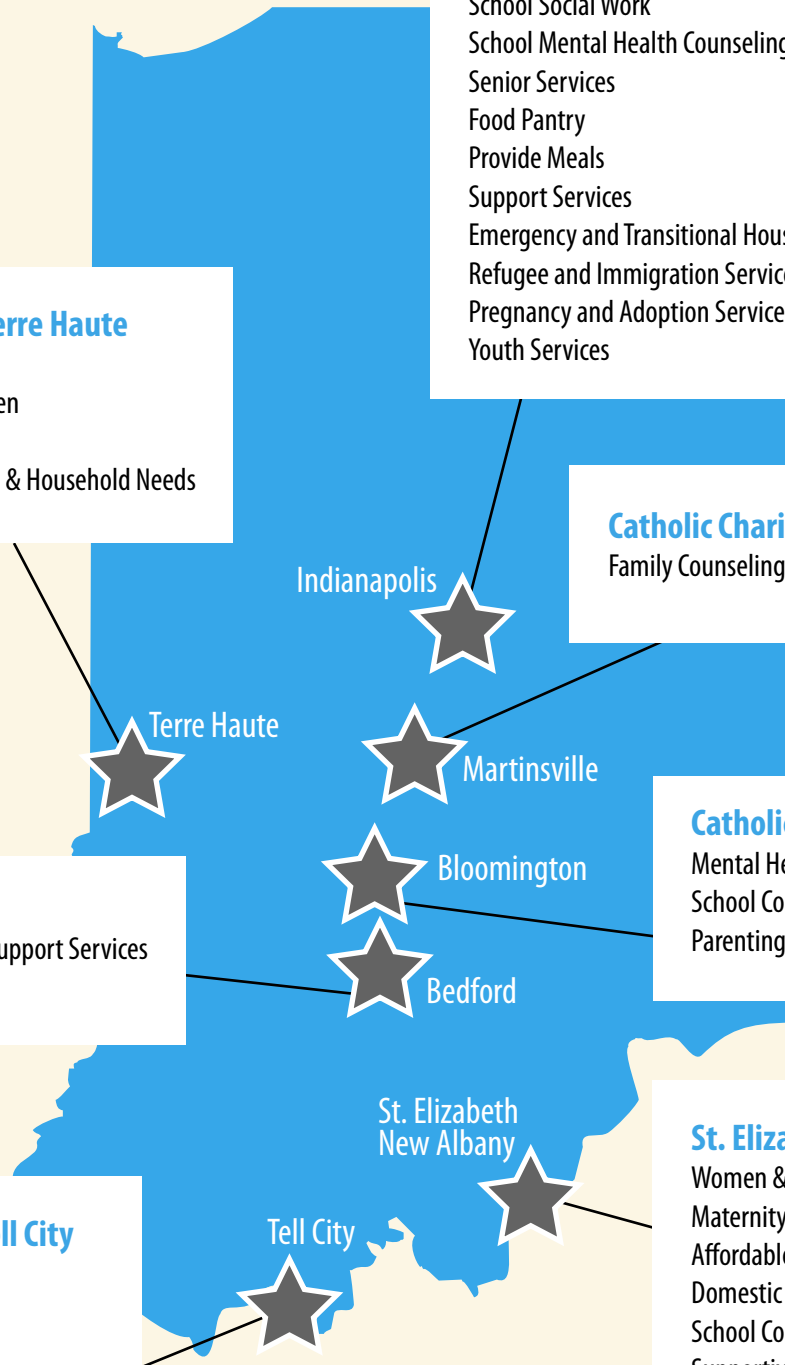 School Social Work
School Mental Health Counseling
Senior Services
Food Pantry
Provide Meals
Support Services
Emergency and Transitional Hous
Refugee and Immigration Service
Pregnancy and Adoption Service
Youth Services
erre Haute
en
& Household Needs
Catholic Chari
Family Counseling
Indianapolis
Terre Haute
Martinsville
Catholi
Mental He
School Co
Parenting
Bloomington
upport Services
Bedford
St. Elizabeth
New Albany
St. Eliza
Women &
Maternity
Affordable
Domestic
School Co
ll City
Tell City